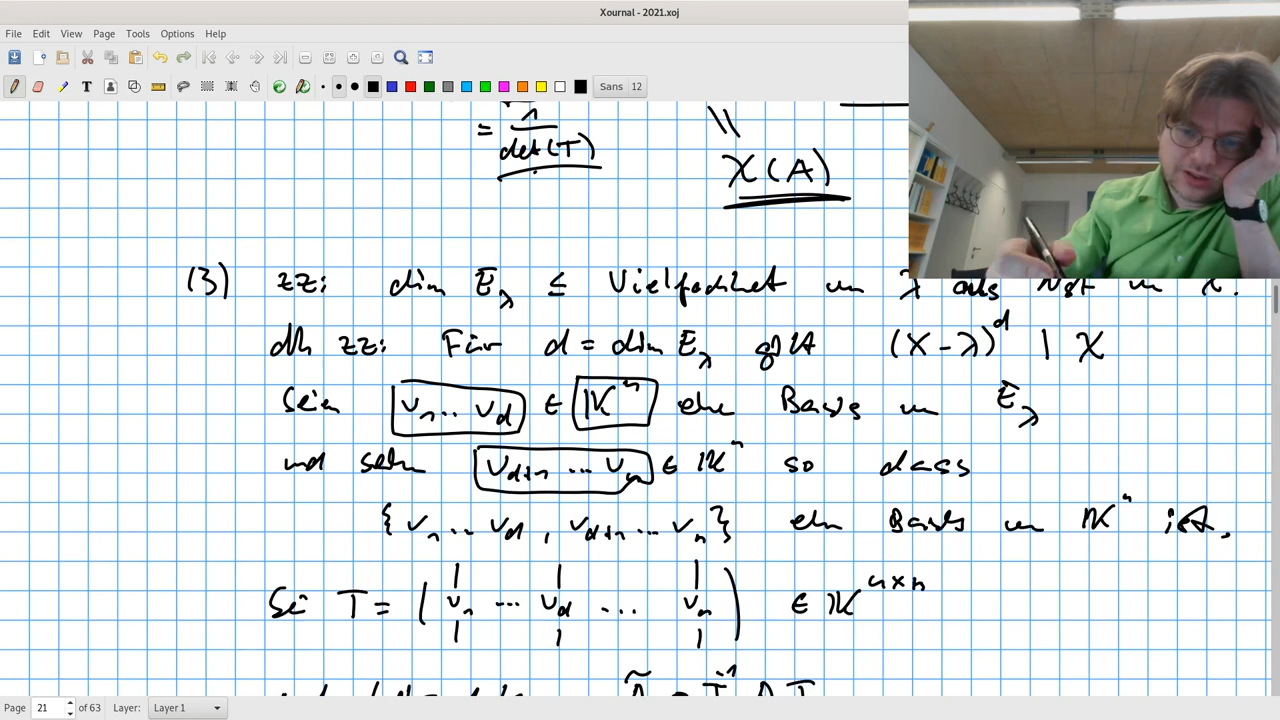 Xournal - 2021.xoj
File Edit View Page Tools Options Help
Sans 12
= 1/det(T)
χ(A)
(3) zz: dim E_λ ≤ Vielfachheit von λ als Nst von χ.
dh zz: Für d = dim E_λ gilt (X-λ)^d | χ
Seien v_1 ... v_d ∈ K^n eine Basis von E_λ
und seien v_{d+1} ... v_n ∈ K^n so dass
{v_1 ... v_d, v_{d+1} ... v_n} eine Basis von K^n ist.
Sei T = (v_1 ... v_d ... v_n) ∈ K^{n×n}
Ã = T^{-1} A T
Page 21 of 63 Layer: Layer 1